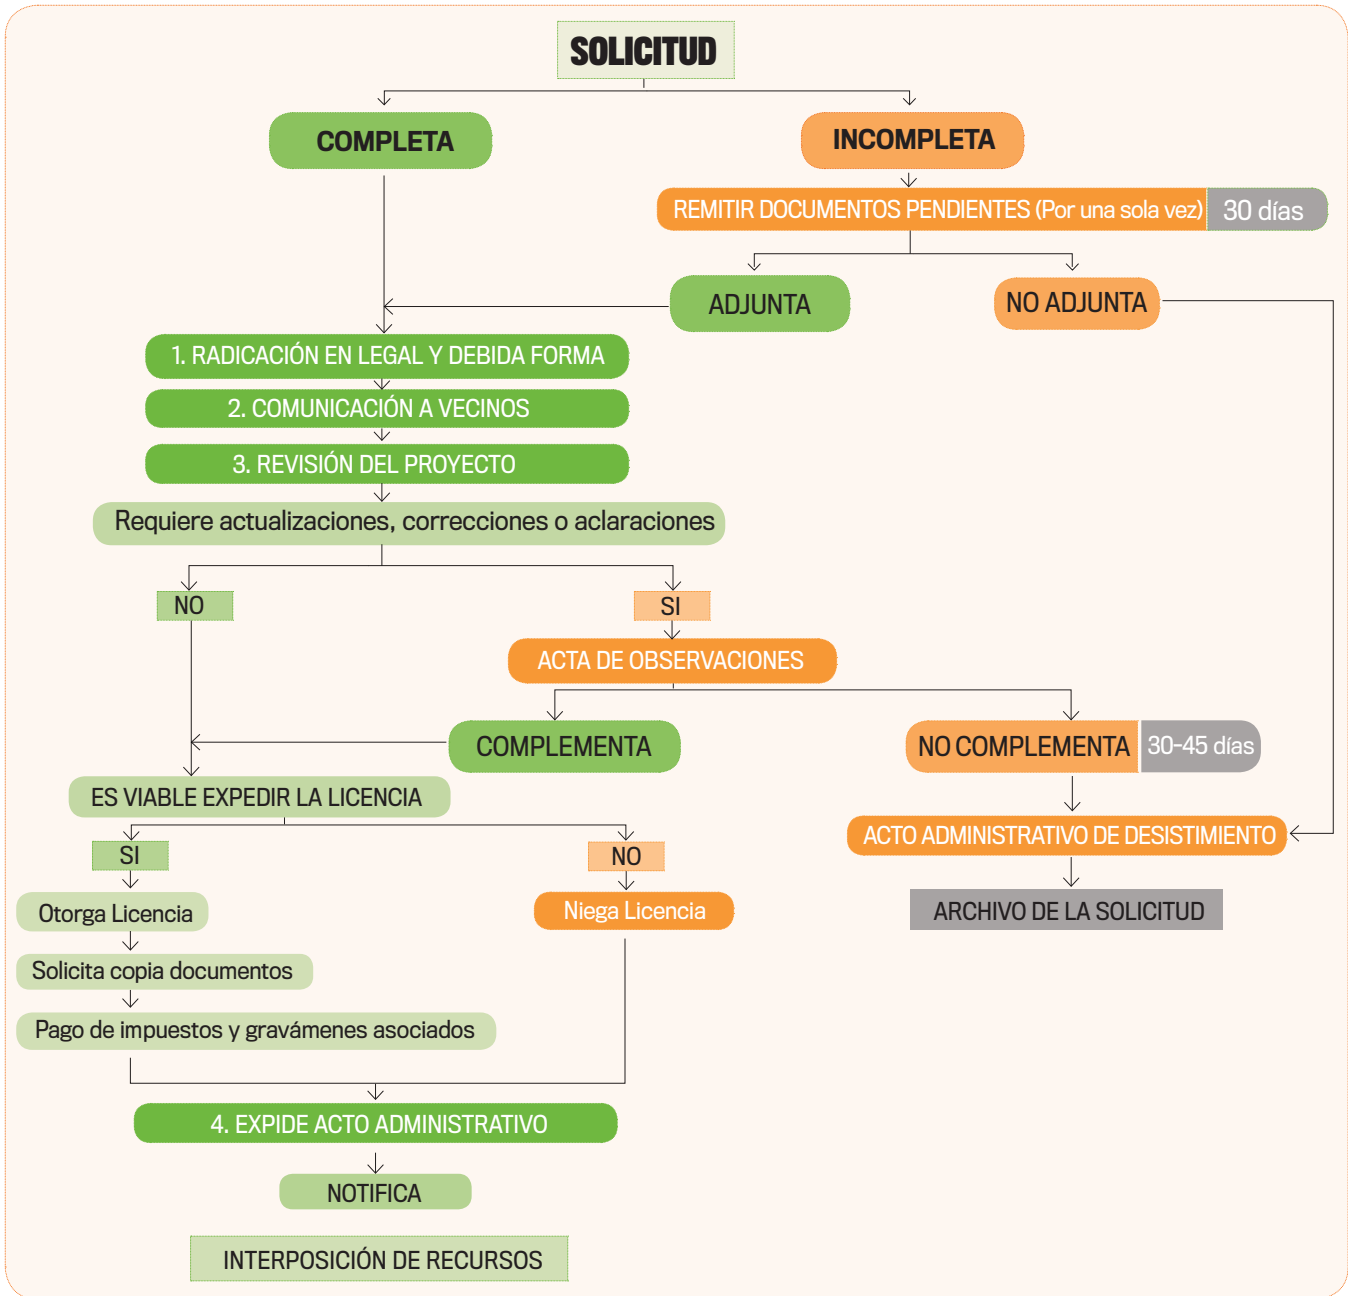 SOLICITUD
COMPLETA
INCOMPLETA
REMITIR DOCUMENTOS PENDIENTES (Por una sola vez)
30 días
ADJUNTA
NO ADJUNTA
1. RADICACIÓN EN LEGAL Y DEBIDA FORMA
2. COMUNICACIÓN A VECINOS
3. REVISIÓN DEL PROYECTO
Requiere actualizaciones, correcciones o aclaraciones
NO
SI
ACTA DE OBSERVACIONES
COMPLEMENTA
NO COMPLEMENTA
30-45 días
ES VIABLE EXPEDIR LA LICENCIA
ACTO ADMINISTRATIVO DE DESISTIMIENTO
SI
NO
Otorga Licencia
Niega Licencia
ARCHIVO DE LA SOLICITUD
Solicita copia documentos
Pago de impuestos y gravámenes asociados
4. EXPIDE ACTO ADMINISTRATIVO
NOTIFICA
INTERPOSICIÓN DE RECURSOS